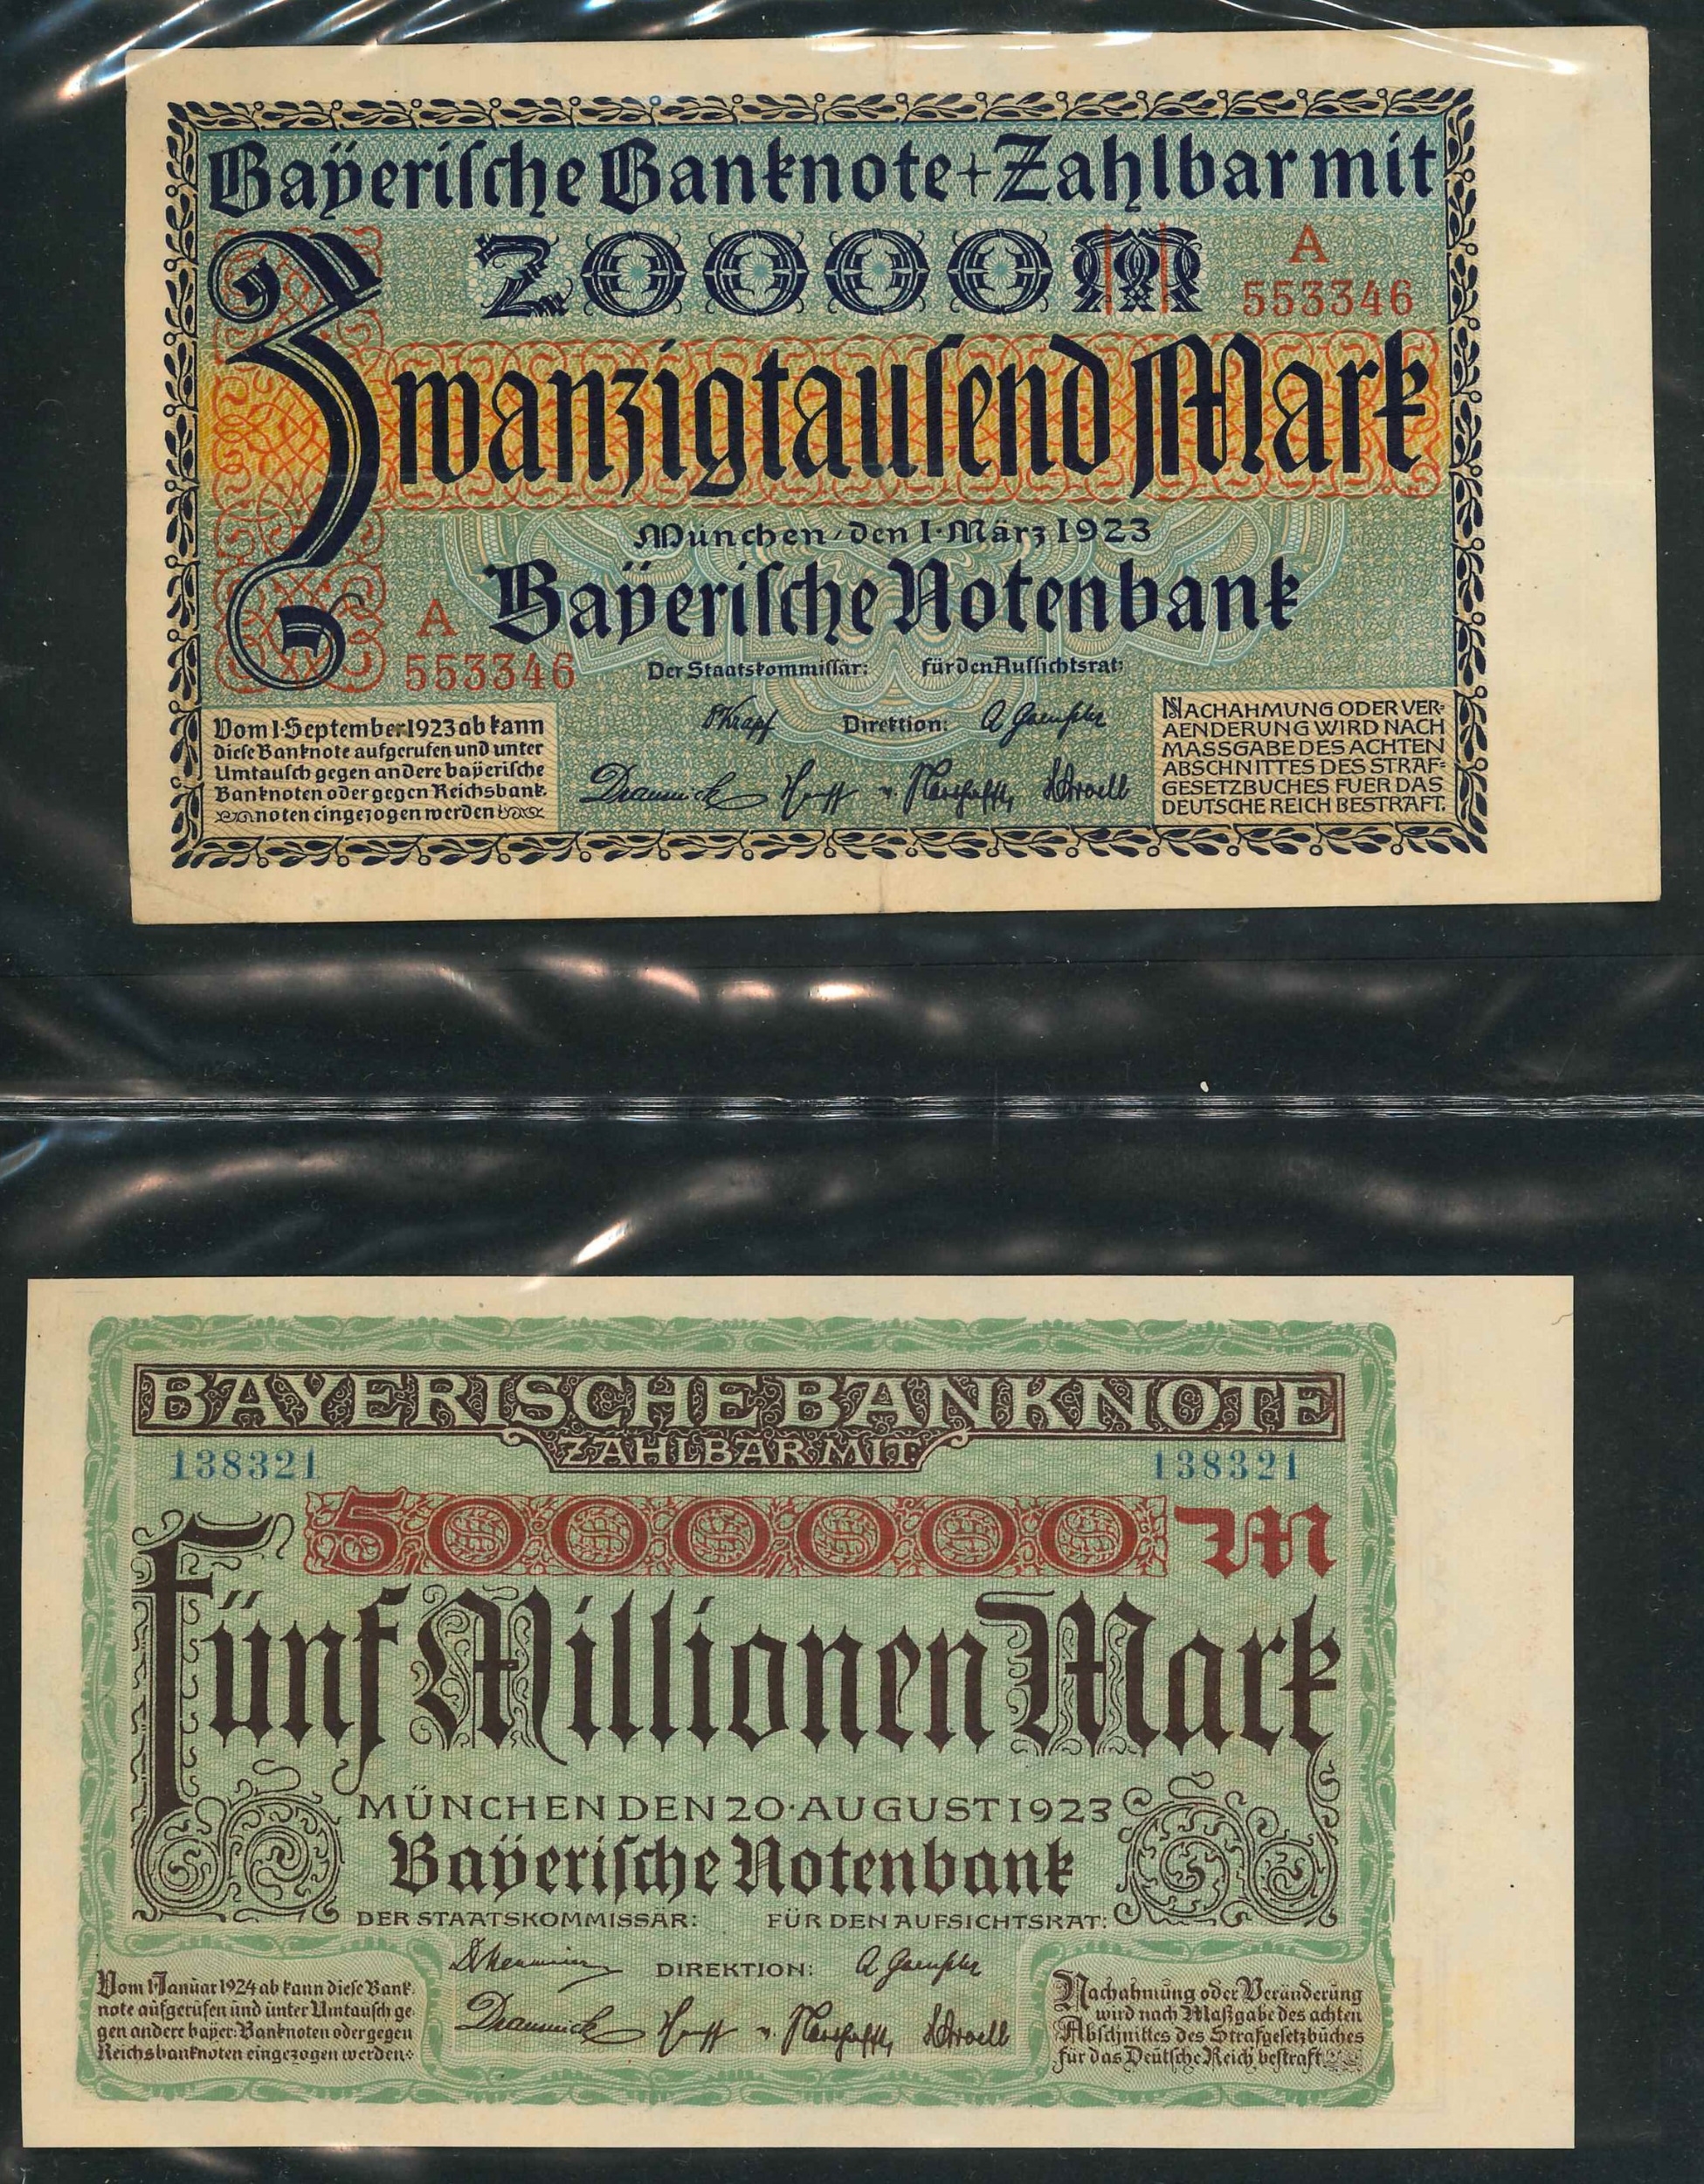 Bayerische Banknote + Zahlbar mit
20000 M
A
553346
Zwanzigtausend Mark
München, den 1. März 1923
Bayerische Notenbank
A
553346
Der Staatskommissär: für den Aufsichtsrat:
Direktion:
Vom 1. September 1923 ab kann
diese Banknote aufgerufen und unter
Umtausch gegen andere bayerische
Banknoten oder gegen Reichsbank-
noten eingezogen werden
NACHAHMUNG ODER VER-
AENDERUNG WIRD NACH
MASSGABE DES ACHTEN
ABSCHNITTES DES STRAF-
GESETZBUCHES FUER DAS
DEUTSCHE REICH BESTRAFT.
BAYERISCHE BANKNOTE
ZAHLBAR MIT
138321 138321
5000000 M
Fünf Millionen Mark
MÜNCHEN DEN 20. AUGUST 1923
Bayerische Notenbank
DER STAATSKOMMISSÄR: FÜR DEN AUFSICHTSRAT:
DIREKTION:
Vom 1. Januar 1924 ab kann diese Bank-
note aufgerufen und unter Umtausch ge-
gen andere bayer: Banknoten oder gegen
Reichsbanknoten eingezogen werden:
Nachahmung oder Veränderung
wird nach Maßgabe des achten
Abschnittes des Strafgesetzbuches
für das Deutsche Reich bestraft